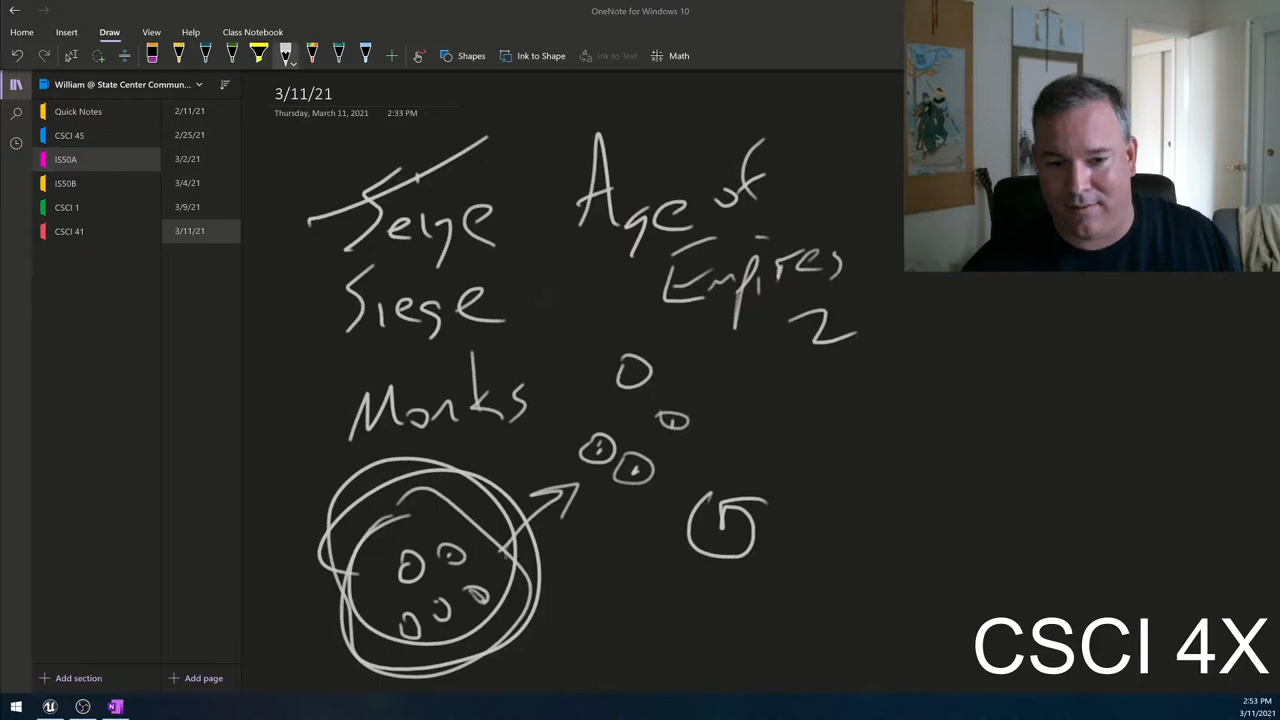 OneNote for Windows 10
Home Insert Draw View Help Class Notebook
Shapes Ink to Shape Ink to Text Math
William @ State Center Commun...
Quick Notes
CSCI 45
IS50A
IS50B
CSCI 1
CSCI 41
2/11/21
2/25/21
3/2/21
3/4/21
3/9/21
3/11/21
3/11/21
Thursday, March 11, 2021 2:33 PM
Seige
Siege
Monks
Age of
Empires
2
CSCI 4X
Add section
Add page
2:53 PM
3/11/2021